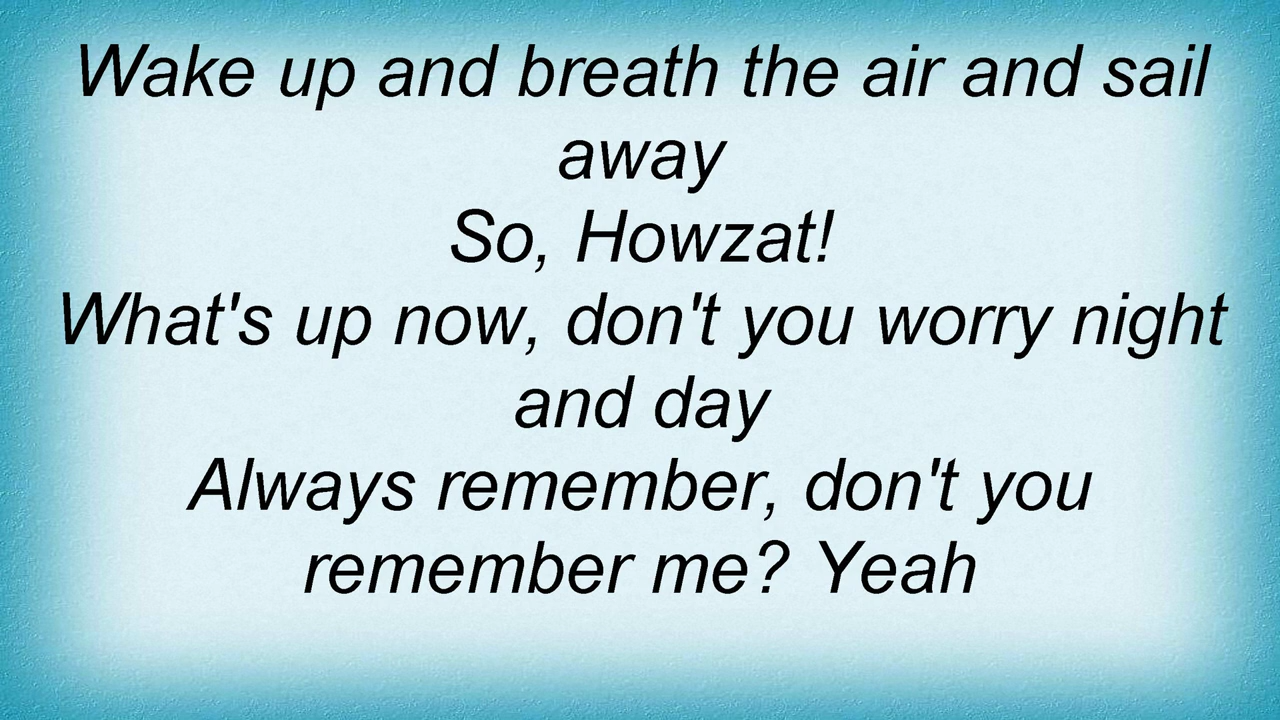 Wake up and breath the air and sail
away
So, Howzat!
What's up now, don't you worry night
and day
Always remember, don't you
remember me? Yeah